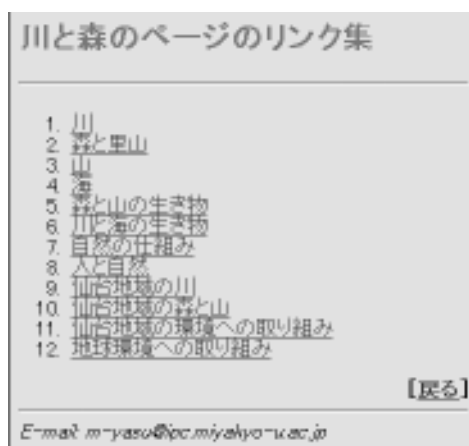 川と森のページのリンク集
1. 川
2. 森と里山
3. 山
4. 海
5. 森と山の生き物
6. 川と海の生き物
7. 自然の仕組み
8. 人と自然
9. 仙台地域の川
10. 仙台地域の森と山
11. 仙台地域の環境への取り組み
12. 地球環境への取り組み
[戻る]
E-mail: m-yasu@ipc.miyakyo-u.ac.jp